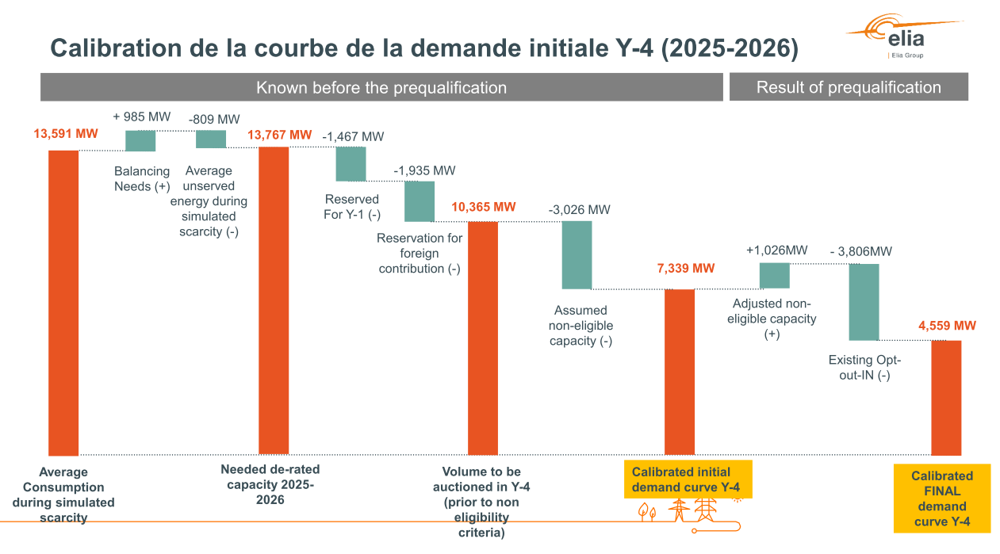 Calibration de la courbe de la demande initiale Y-4 (2025-2026)
elia
| Elia Group
Known before the prequalification
Result of prequalification
13,591 MW
+ 985 MW
-809 MW
13,767 MW
-1,467 MW
-1,935 MW
10,365 MW
-3,026 MW
7,339 MW
+1,026MW
- 3,806MW
4,559 MW
Balancing
Needs (+)
Average
unserved
energy during
simulated
scarcity (-)
Reserved
For Y-1 (-)
Reservation for
foreign
contribution (-)
Assumed
non-eligible
capacity (-)
Adjusted non-
eligible capacity
(+)
Existing Opt-
out-IN (-)
Average
Consumption
during simulated
scarcity
Needed de-rated
capacity 2025-
2026
Volume to be
auctioned in Y-4
(prior to non
eligibility
criteria)
Calibrated initial
demand curve Y-4
Calibrated
FINAL
demand
curve Y-4